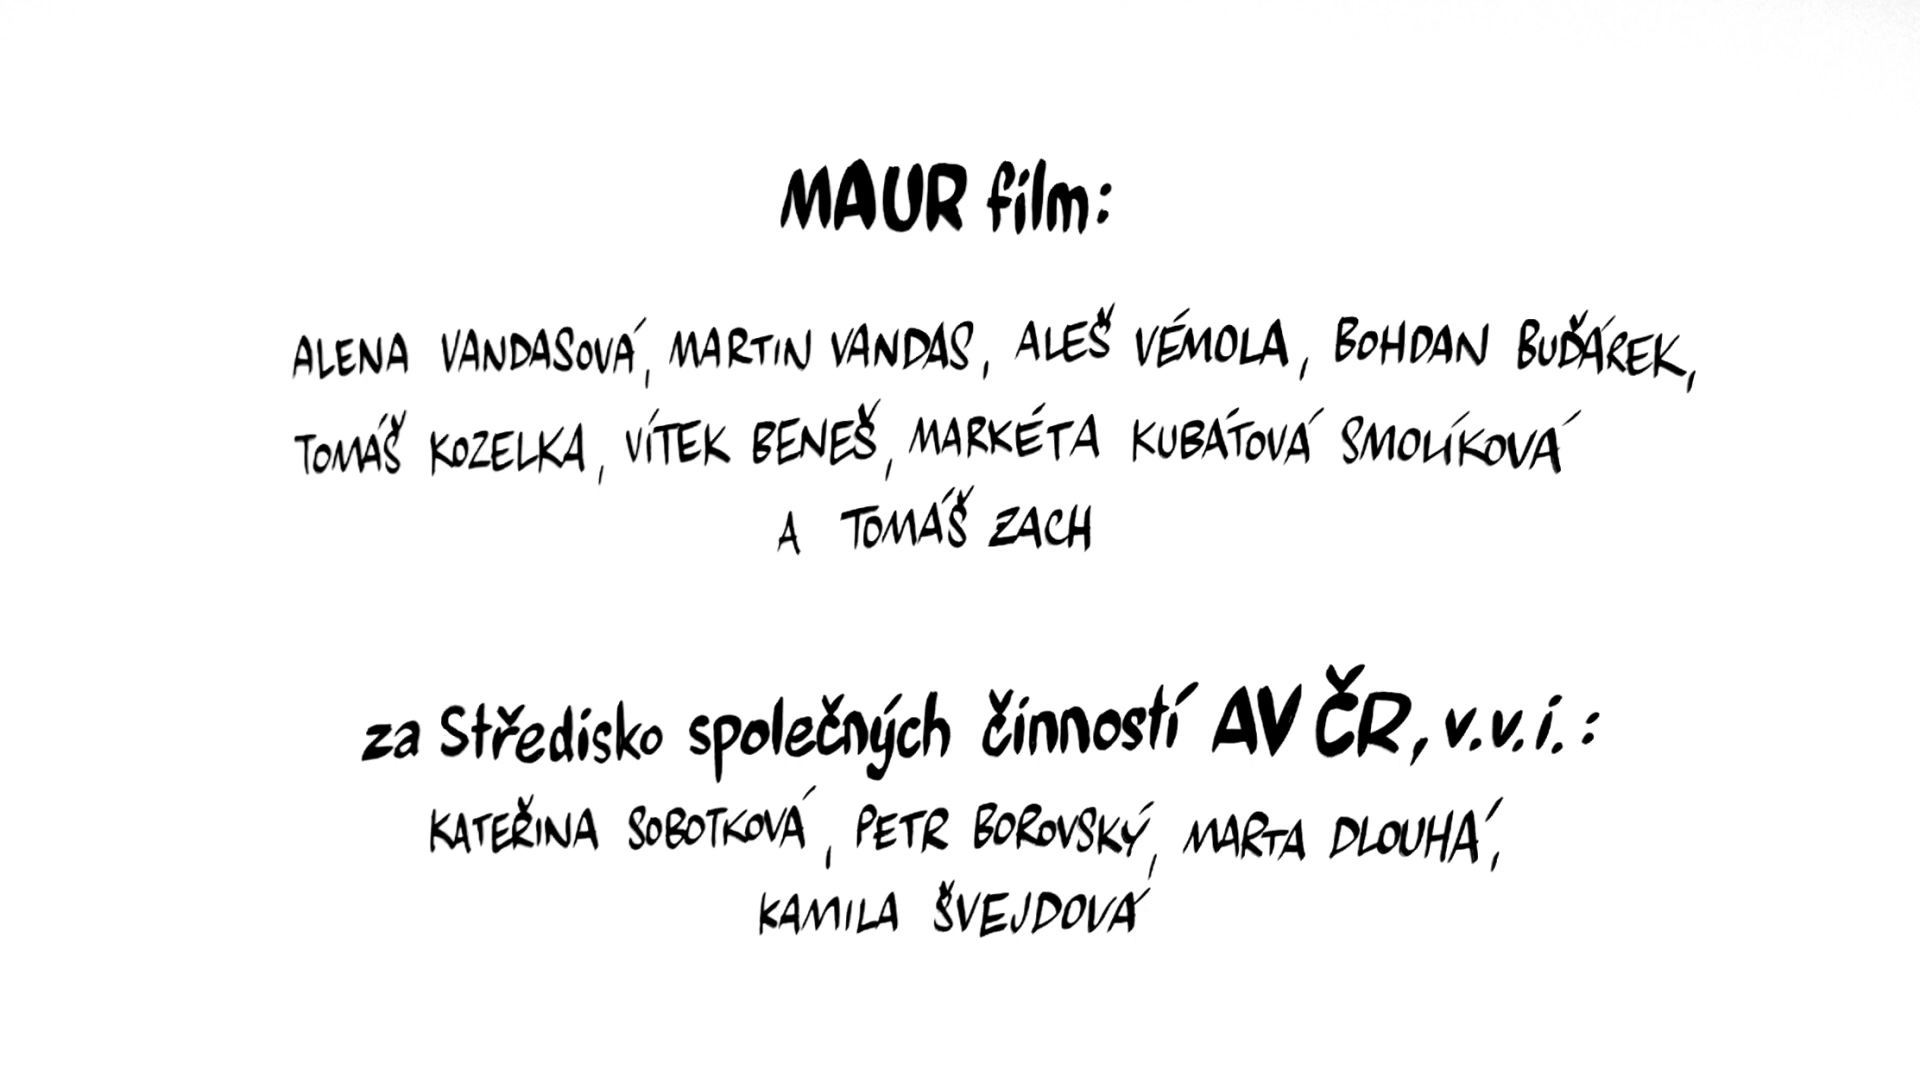 MAUR film:
ALENA VANDASOVÁ, MARTIN VANDAS, ALEŠ VÉMOLA, BOHDAN BUĎÁREK,
TOMÁŠ KOZELKA, VÍTEK BENEŠ, MARKÉTA KUBÁTOVÁ SMOLÍKOVÁ
A TOMÁŠ ZACH
za Středisko společných činností AV ČR, v.v.i.:
KATEŘINA SOBOTKOVÁ, PETR BOROVSKÝ, MARTA DLOUHÁ,
KAMILA ŠVEJDOVÁ